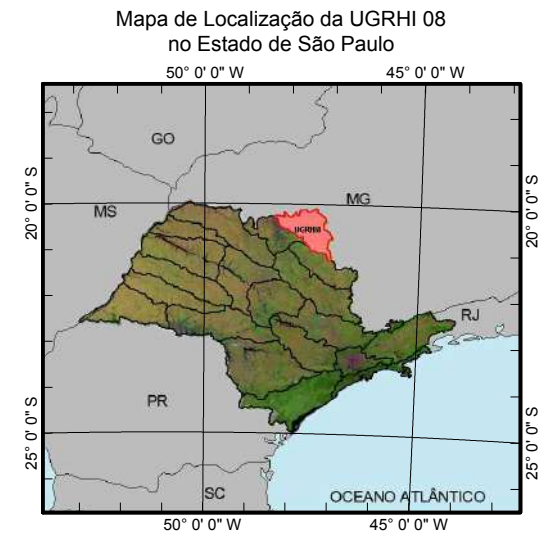 Mapa de Localização da UGRHI 08
no Estado de São Paulo
50° 0' 0" W
45° 0' 0" W
GO
20° 0' 0" S
MS
MG
20° 0' 0" S
UGRHI8
RJ
PR
25° 0' 0" S
25° 0' 0" S
SC
OCEANO ATLÂNTICO
50° 0' 0" W
45° 0' 0" W